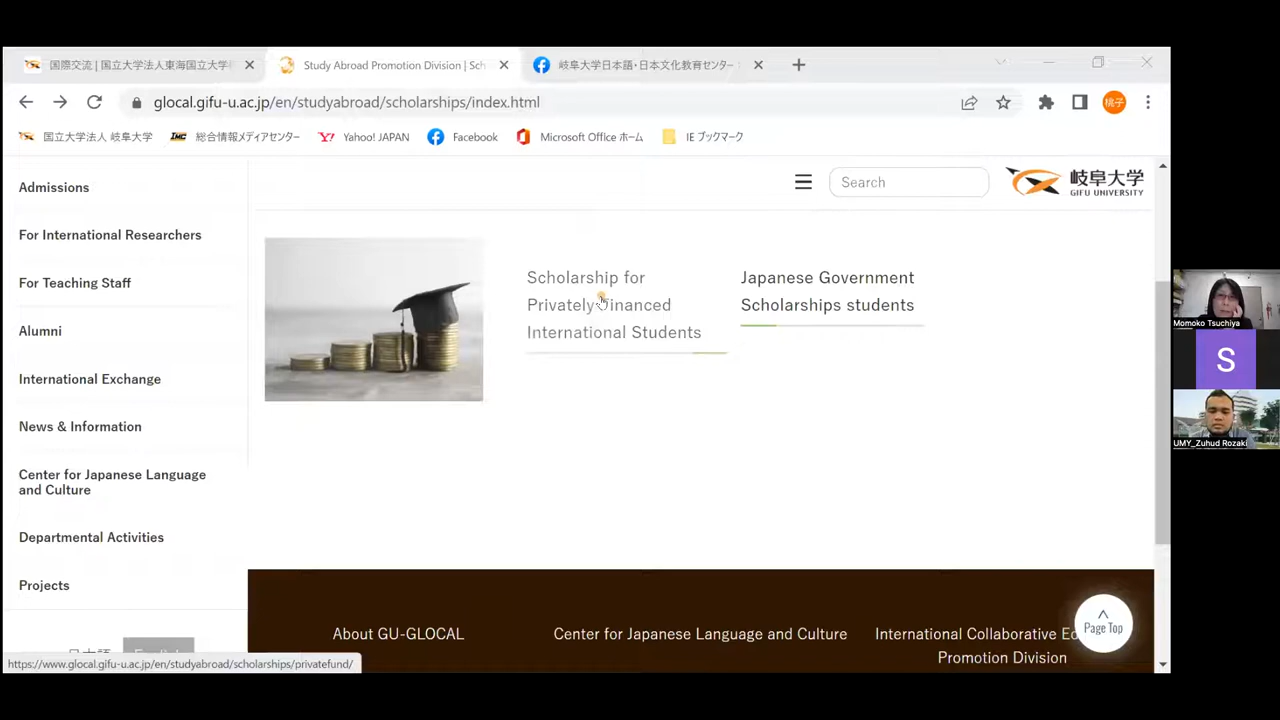 国際交流 | 国立大学法人東海国立大学
Study Abroad Promotion Division | Sch
岐阜大学日本語・日本文化教育センター
glocal.gifu-u.ac.jp/en/studyabroad/scholarships/index.html
桃子
国立大学法人 岐阜大学
IMC 総合情報メディアセンター
Y! Yahoo! JAPAN
Facebook
Microsoft Office ホーム
IE ブックマーク
Admissions
For International Researchers
For Teaching Staff
Alumni
International Exchange
News & Information
Center for Japanese Language
and Culture
Departmental Activities
Projects
日本語
English
Search
岐阜大学
GIFU UNIVERSITY
Scholarship for
Privately-Financed
International Students
Japanese Government
Scholarships students
About GU-GLOCAL
Center for Japanese Language and Culture
International Collaborative
Promotion Division
Page Top
https://www.glocal.gifu-u.ac.jp/en/studyabroad/scholarships/privatefund/
Momoko Tsuchiya
S
UMY_Zuhud Rozaki